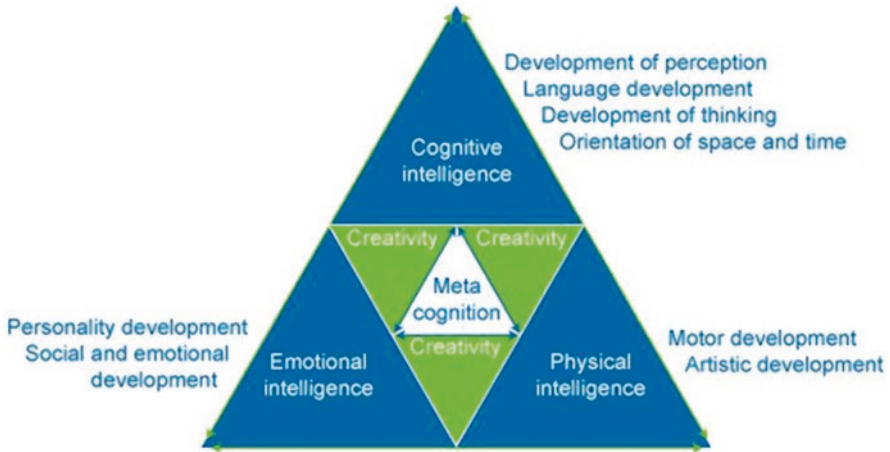 Development of perception
Language development
Development of thinking
Orientation of space and time
Cognitive
intelligence
Creativity
Creativity
Meta
cognition
Creativity
Personality development
Social and emotional
development
Emotional
intelligence
Physical
intelligence
Motor development
Artistic development